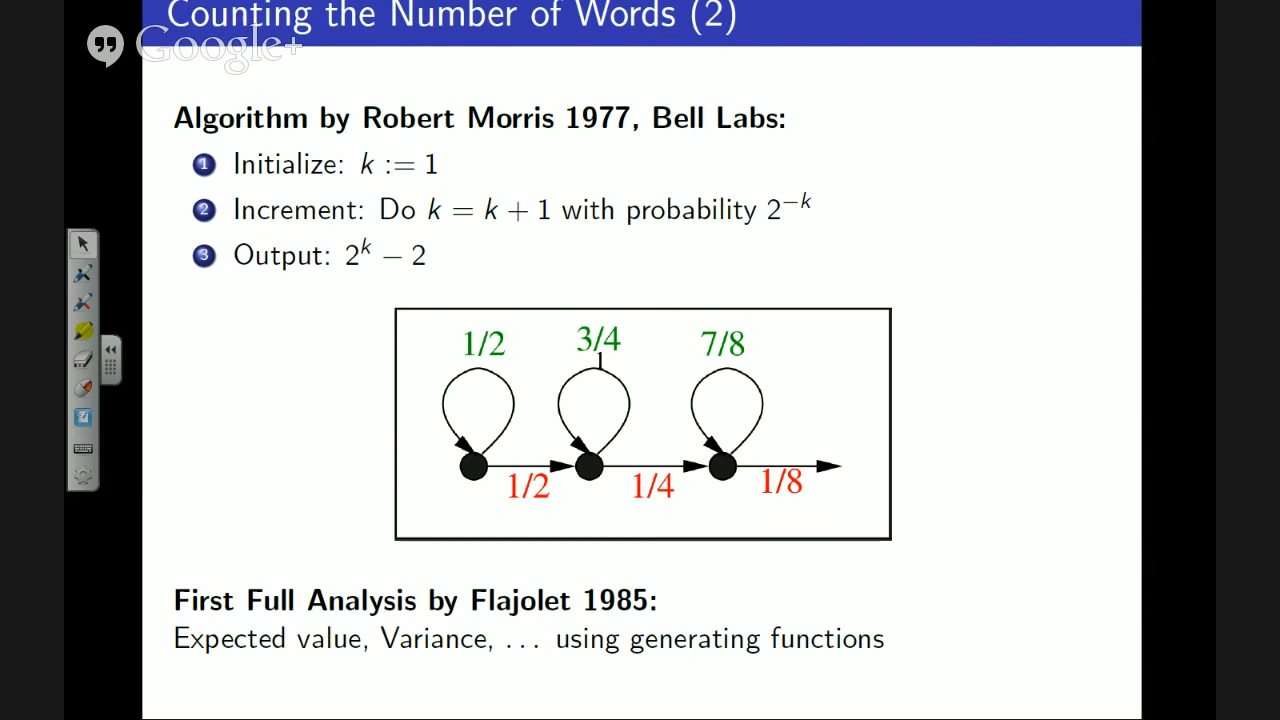 Counting the Number of Words (2)
Google+
Algorithm by Robert Morris 1977, Bell Labs:
1 Initialize: k := 1
2 Increment: Do k = k + 1 with probability 2^{-k}
3 Output: 2^k − 2
1/2 3/4 7/8
1/2 1/4 1/8
First Full Analysis by Flajolet 1985:
Expected value, Variance, ... using generating functions